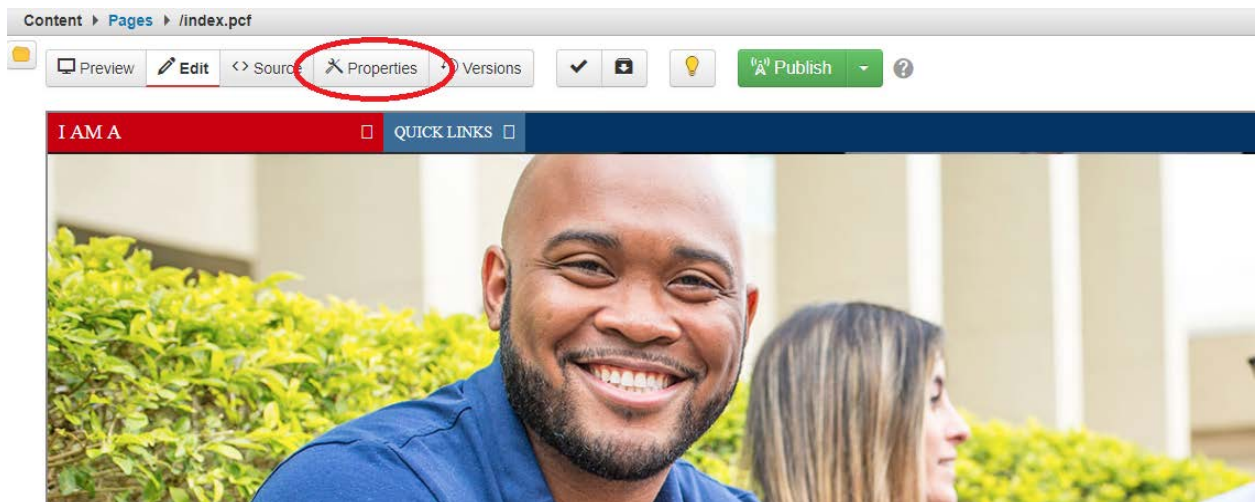 Content Pages /index.pcf
Preview Edit <> Source Properties Versions Publish
I AM A QUICK LINKS